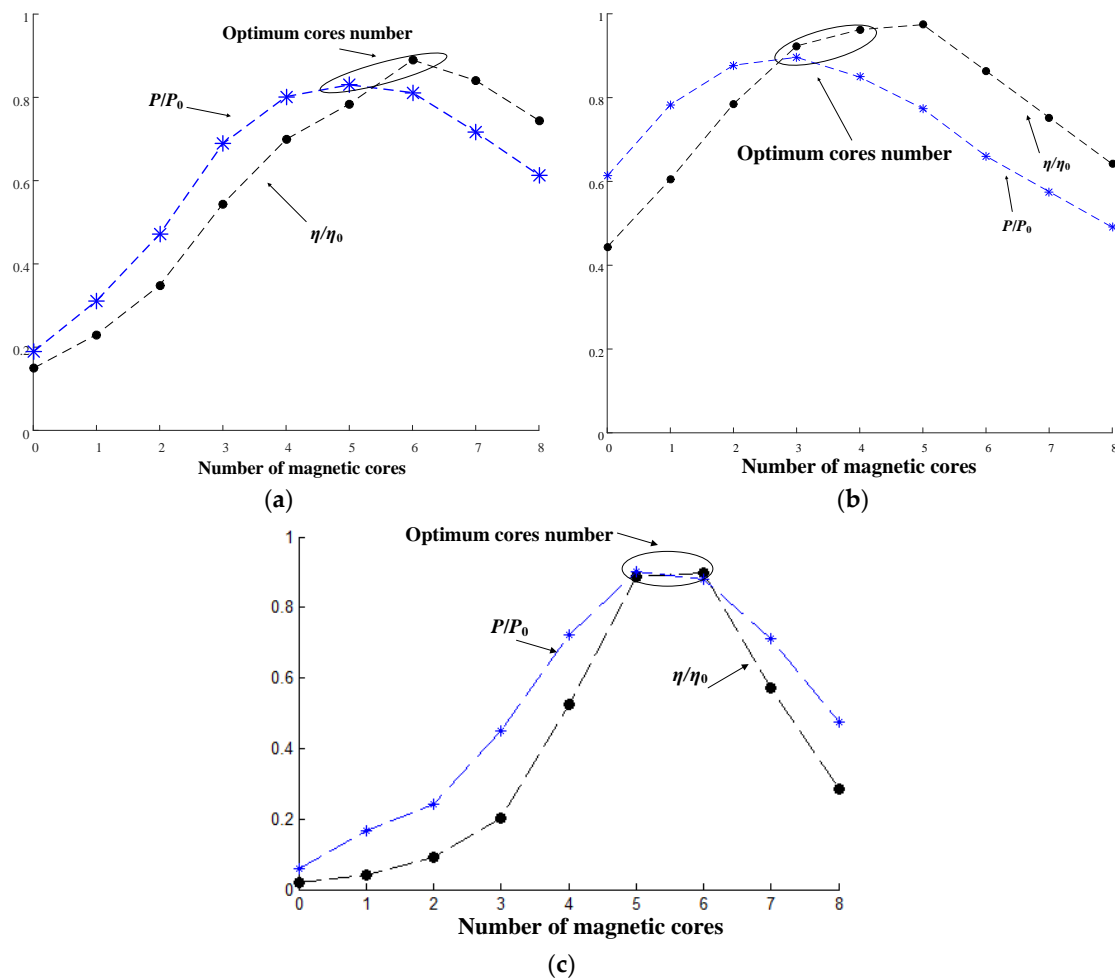 1
0.8
0.6
0.4
0.2
0
0 1 2 3 4 5 6 7 8
Optimum cores number
P/P₀
η/η₀
Number of magnetic cores
(a)
1
0.8
0.6
0.4
0.2
0
0 1 2 3 4 5 6 7 8
Optimum cores number
η/η₀
P/P₀
Number of magnetic cores
(b)
Optimum cores number
1
0.8
0.6
0.4
0.2
0
0 1 2 3 4 5 6 7 8
P/P₀
η/η₀
Number of magnetic cores
(c)